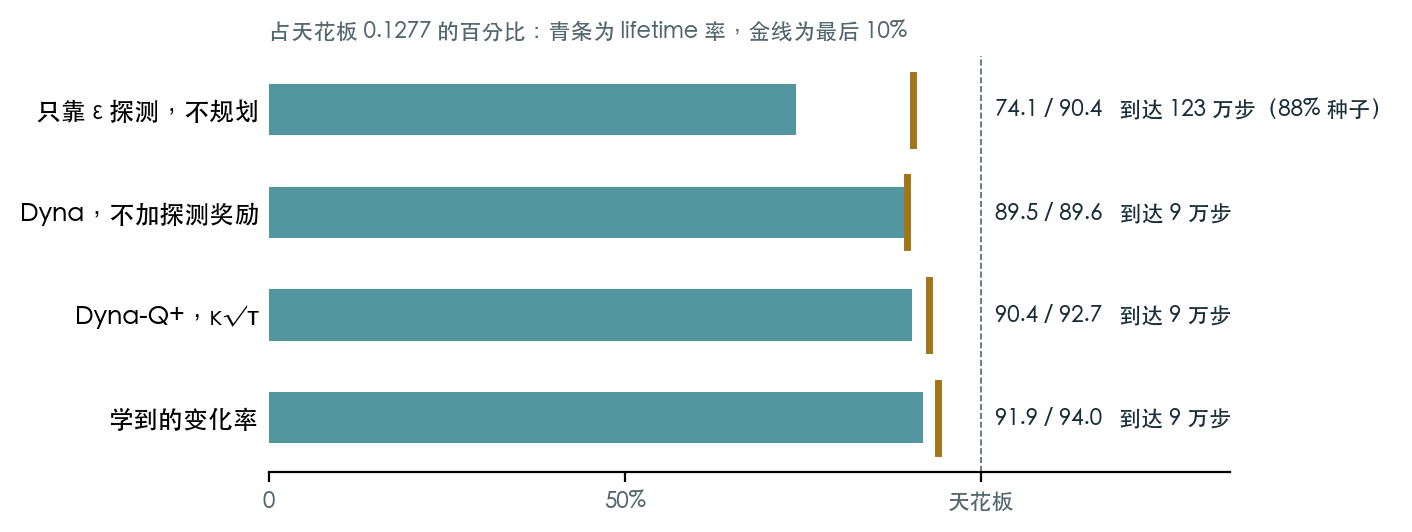 占天花板 0.1277 的百分比：青条为 lifetime 率，金线为最后 10%
只靠 ε 探测，不规划
74.1 / 90.4 到达 123 万步（88% 种子）
Dyna，不加探测奖励
89.5 / 89.6 到达 9 万步
Dyna-Q+，κ√τ
90.4 / 92.7 到达 9 万步
学到的变化率
91.9 / 94.0 到达 9 万步
0
50%
天花板